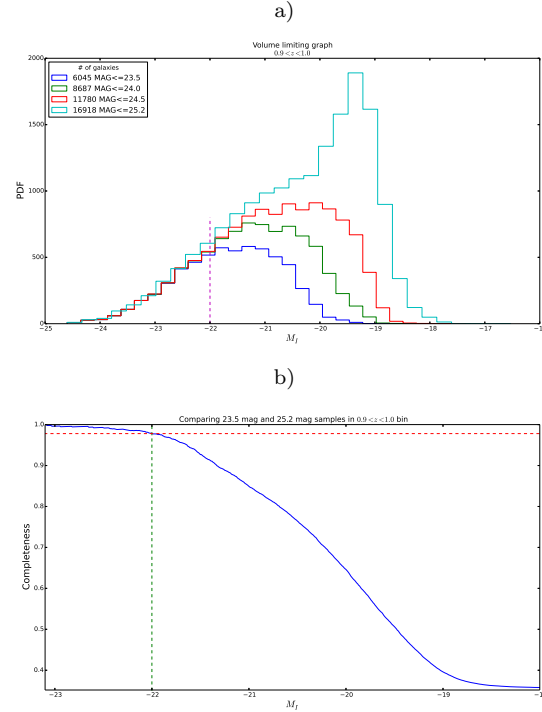 a)
Volume limiting graph
0.9<z<1.0
# of galaxies
6045 MAG<=23.5
8687 MAG<=24.0
11780 MAG<=24.5
16918 MAG<=25.2
PDF
2000
1500
1000
500
0
−25 −24 −23 −22 −21 −20 −19 −18 −17 −1
M_I
b)
Comparing 23.5 mag and 25.2 mag samples in 0.9<z<1.0 bin
Completeness
1.0
0.9
0.8
0.7
0.6
0.5
0.4
−23 −22 −21 −20 −19 −1
M_I